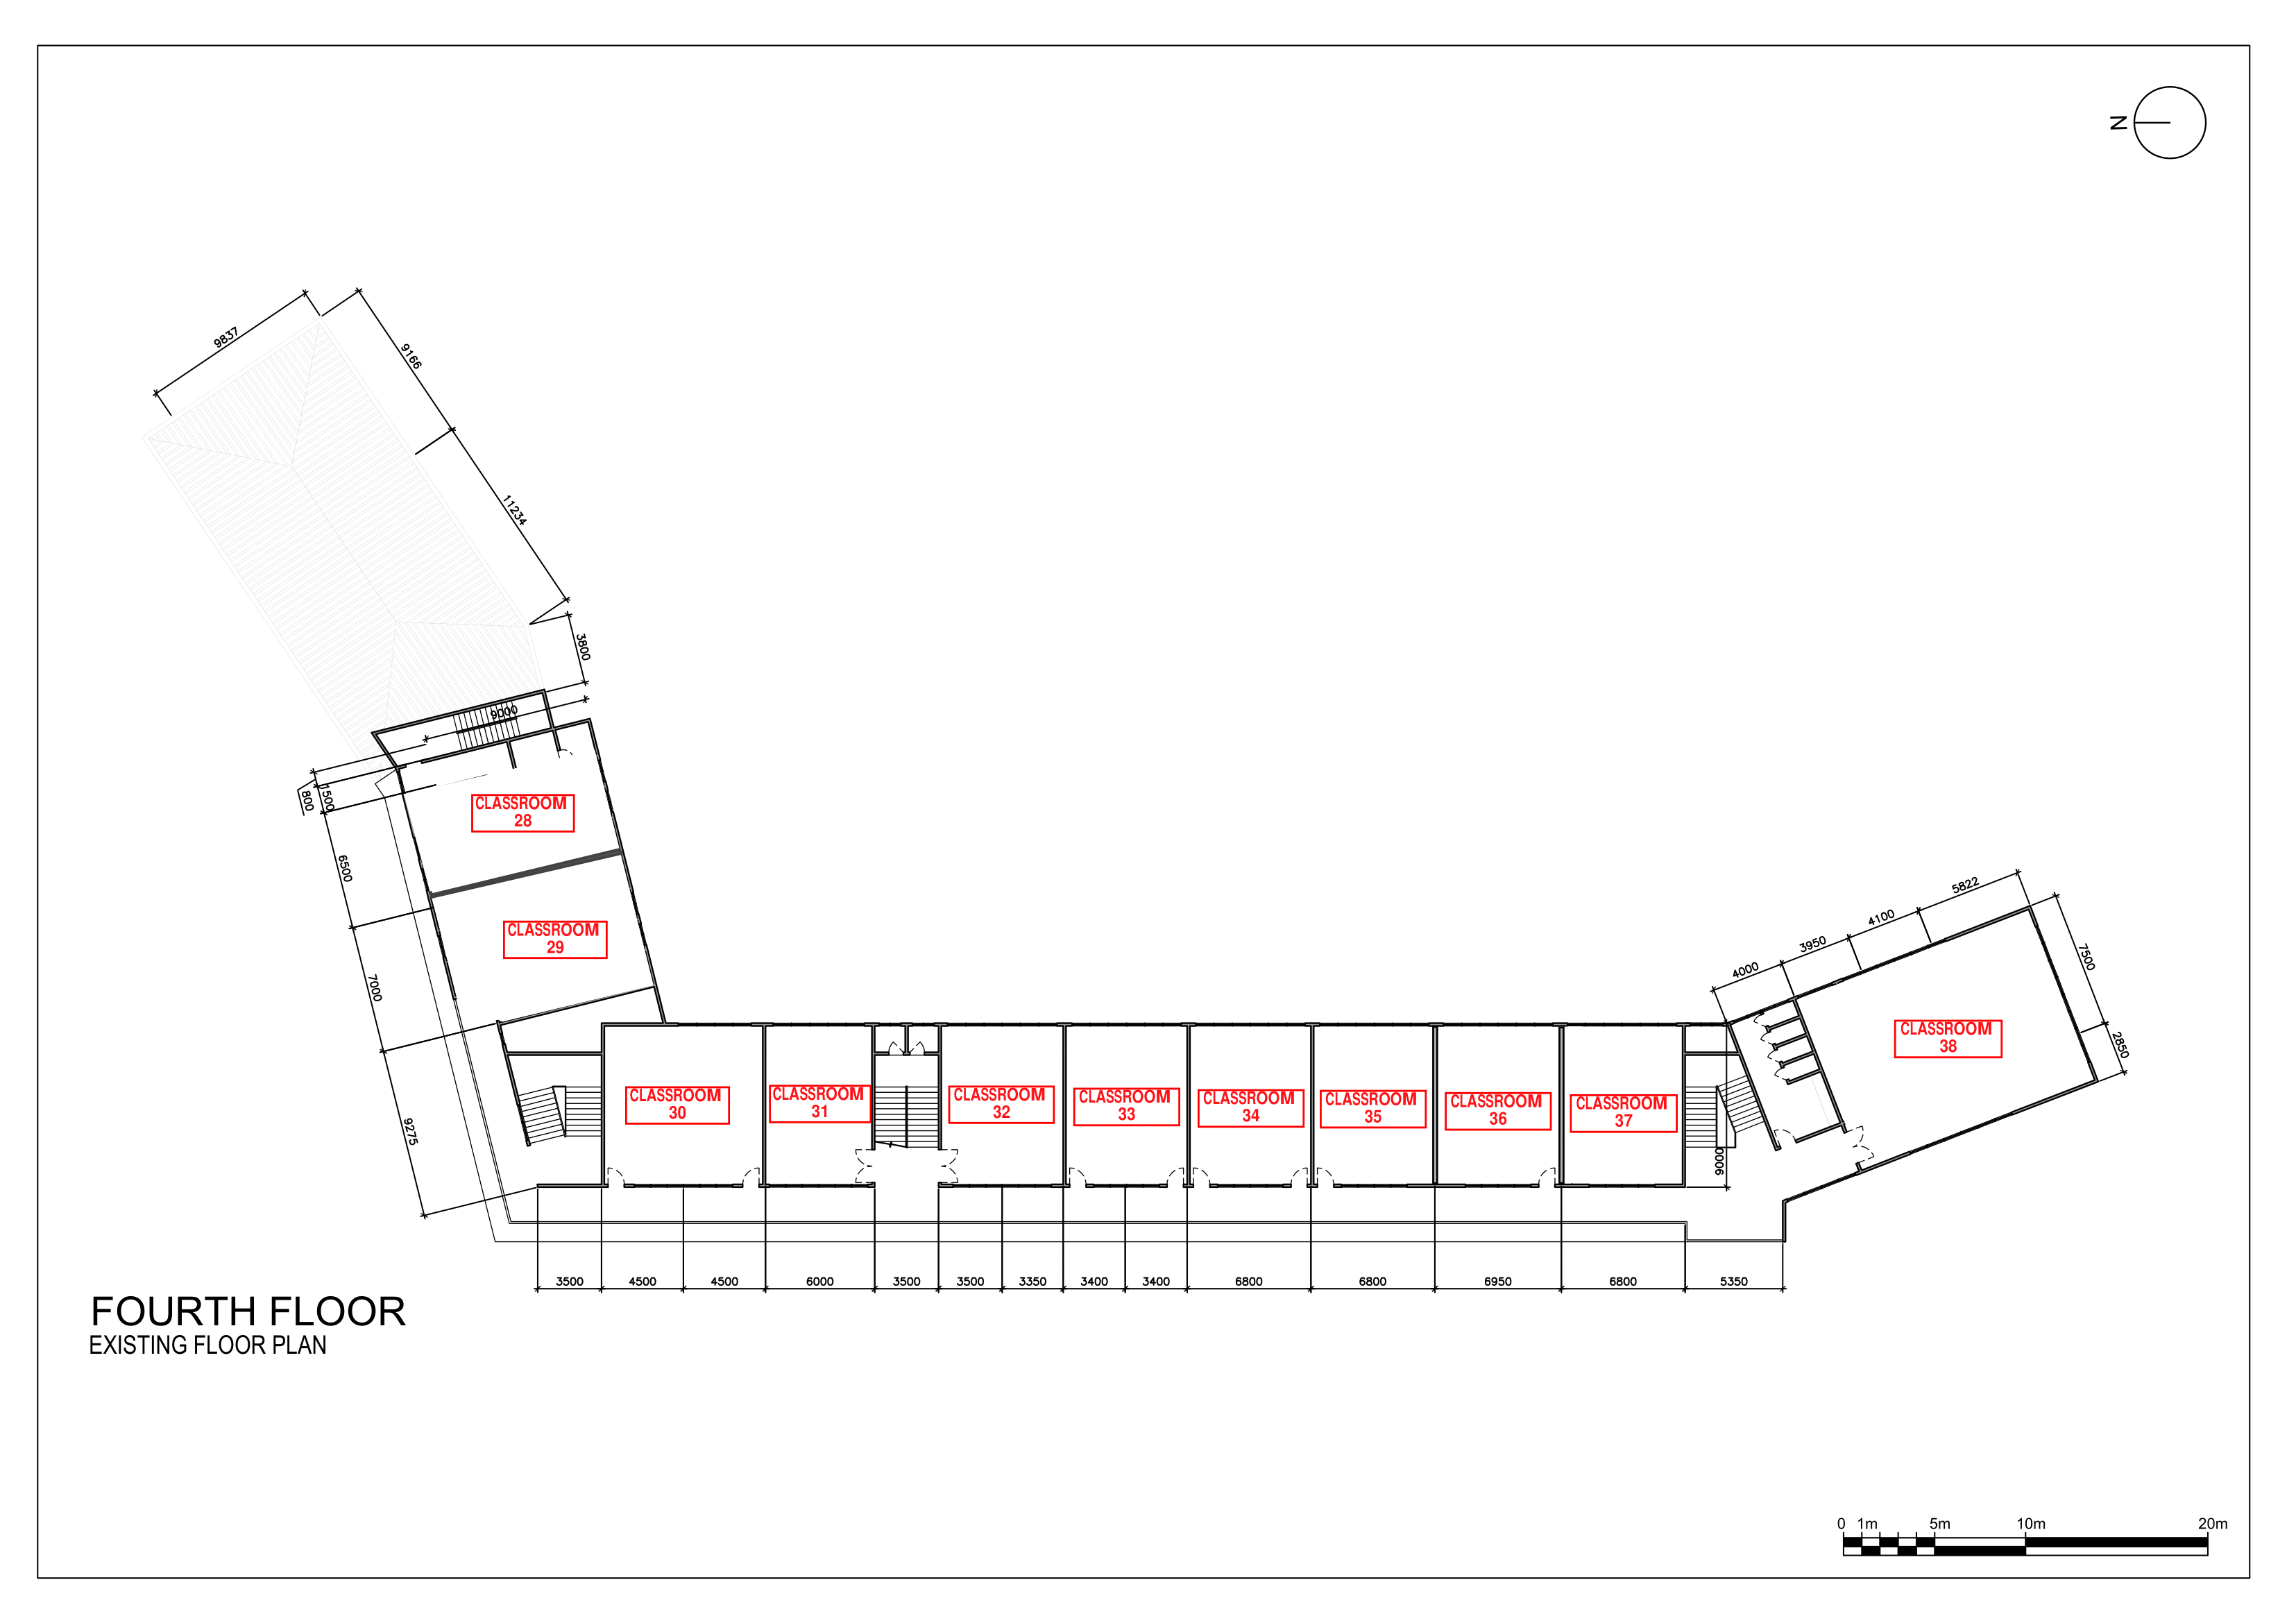 N
9837
9166
11234
3800
9000
800
1500
CLASSROOM
28
6500
CLASSROOM
29
7000
9275
5822
4100
3950
4000
7500
2850
CLASSROOM
38
CLASSROOM
30
CLASSROOM
31
CLASSROOM
32
CLASSROOM
33
CLASSROOM
34
CLASSROOM
35
CLASSROOM
36
CLASSROOM
37
9000
3500
4500
4500
6000
3500
3500
3350
3400
3400
6800
6800
6950
6800
5350
FOURTH FLOOR
EXISTING FLOOR PLAN
0 1m 5m 10m 20m